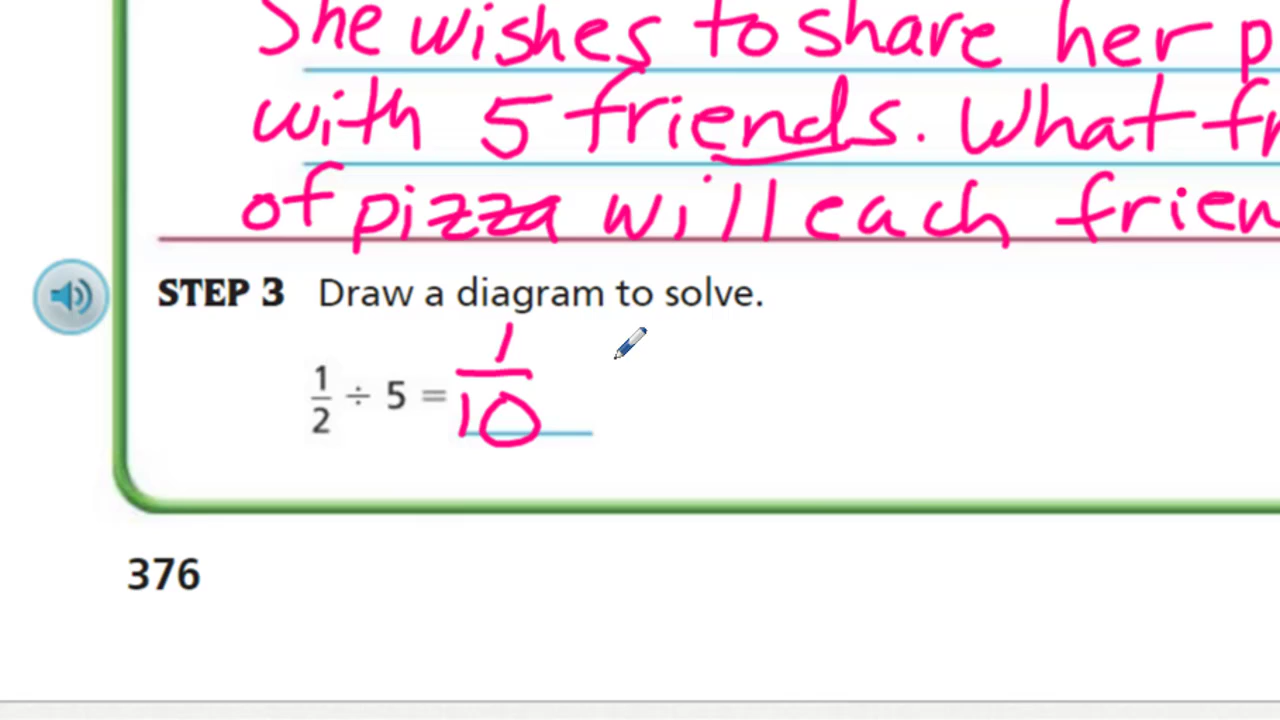 She wishes to share her p
with 5 friends. What fr
of pizza will each frien
STEP 3 Draw a diagram to solve.
1/2 ÷ 5 = 1/10
376